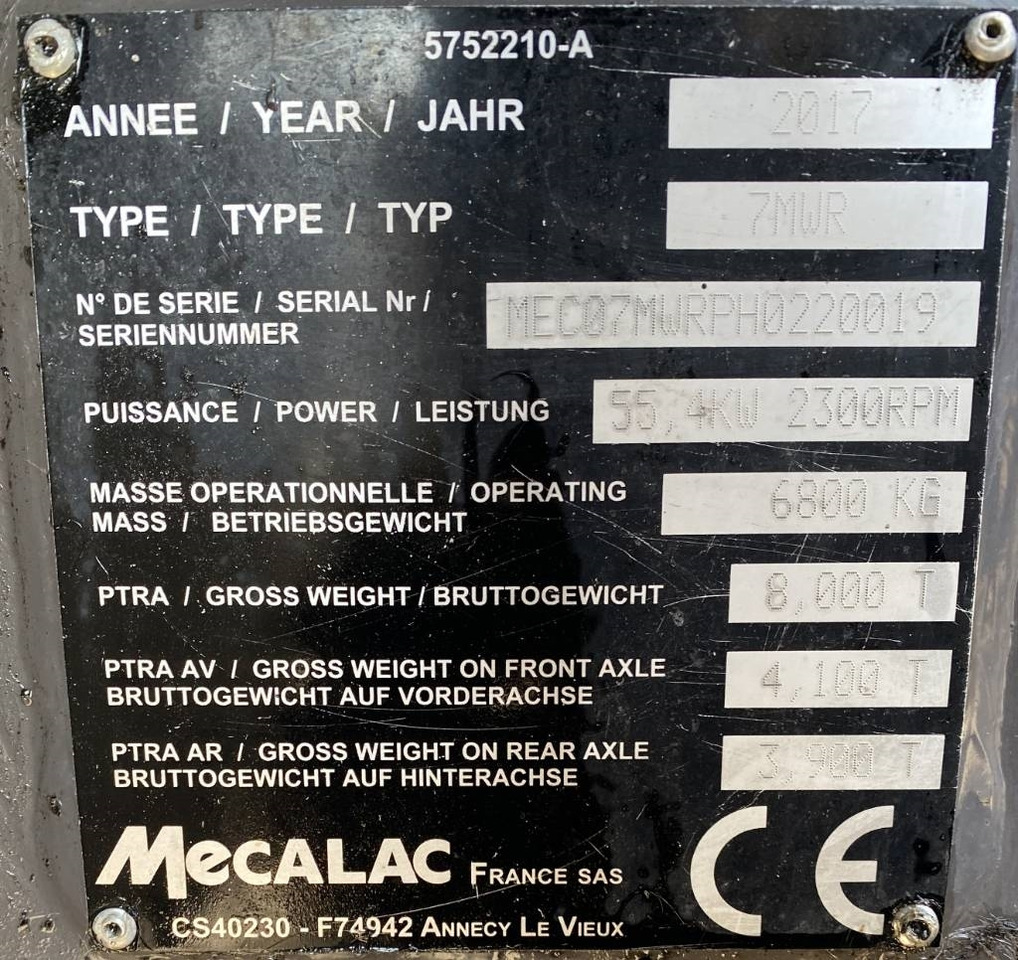 5752210-A
ANNEE / YEAR / JAHR 2017
TYPE / TYPE / TYP 7MWR
N° DE SERIE / SERIAL Nr /
SERIENNUMMER MEC07MWRPH0220019
PUISSANCE / POWER / LEISTUNG 55,4KW 2300RPM
MASSE OPERATIONNELLE / OPERATING
MASS / BETRIEBSGEWICHT 6800 KG
PTRA / GROSS WEIGHT / BRUTTOGEWICHT 8,000 T
PTRA AV / GROSS WEIGHT ON FRONT AXLE
BRUTTOGEWICHT AUF VORDERACHSE 4,100 T
PTRA AR / GROSS WEIGHT ON REAR AXLE
BRUTTOGEWICHT AUF HINTERACHSE 3,900 T
MeCALAC FRANCE SAS CE
CS40230 - F74942 ANNECY LE VIEUX